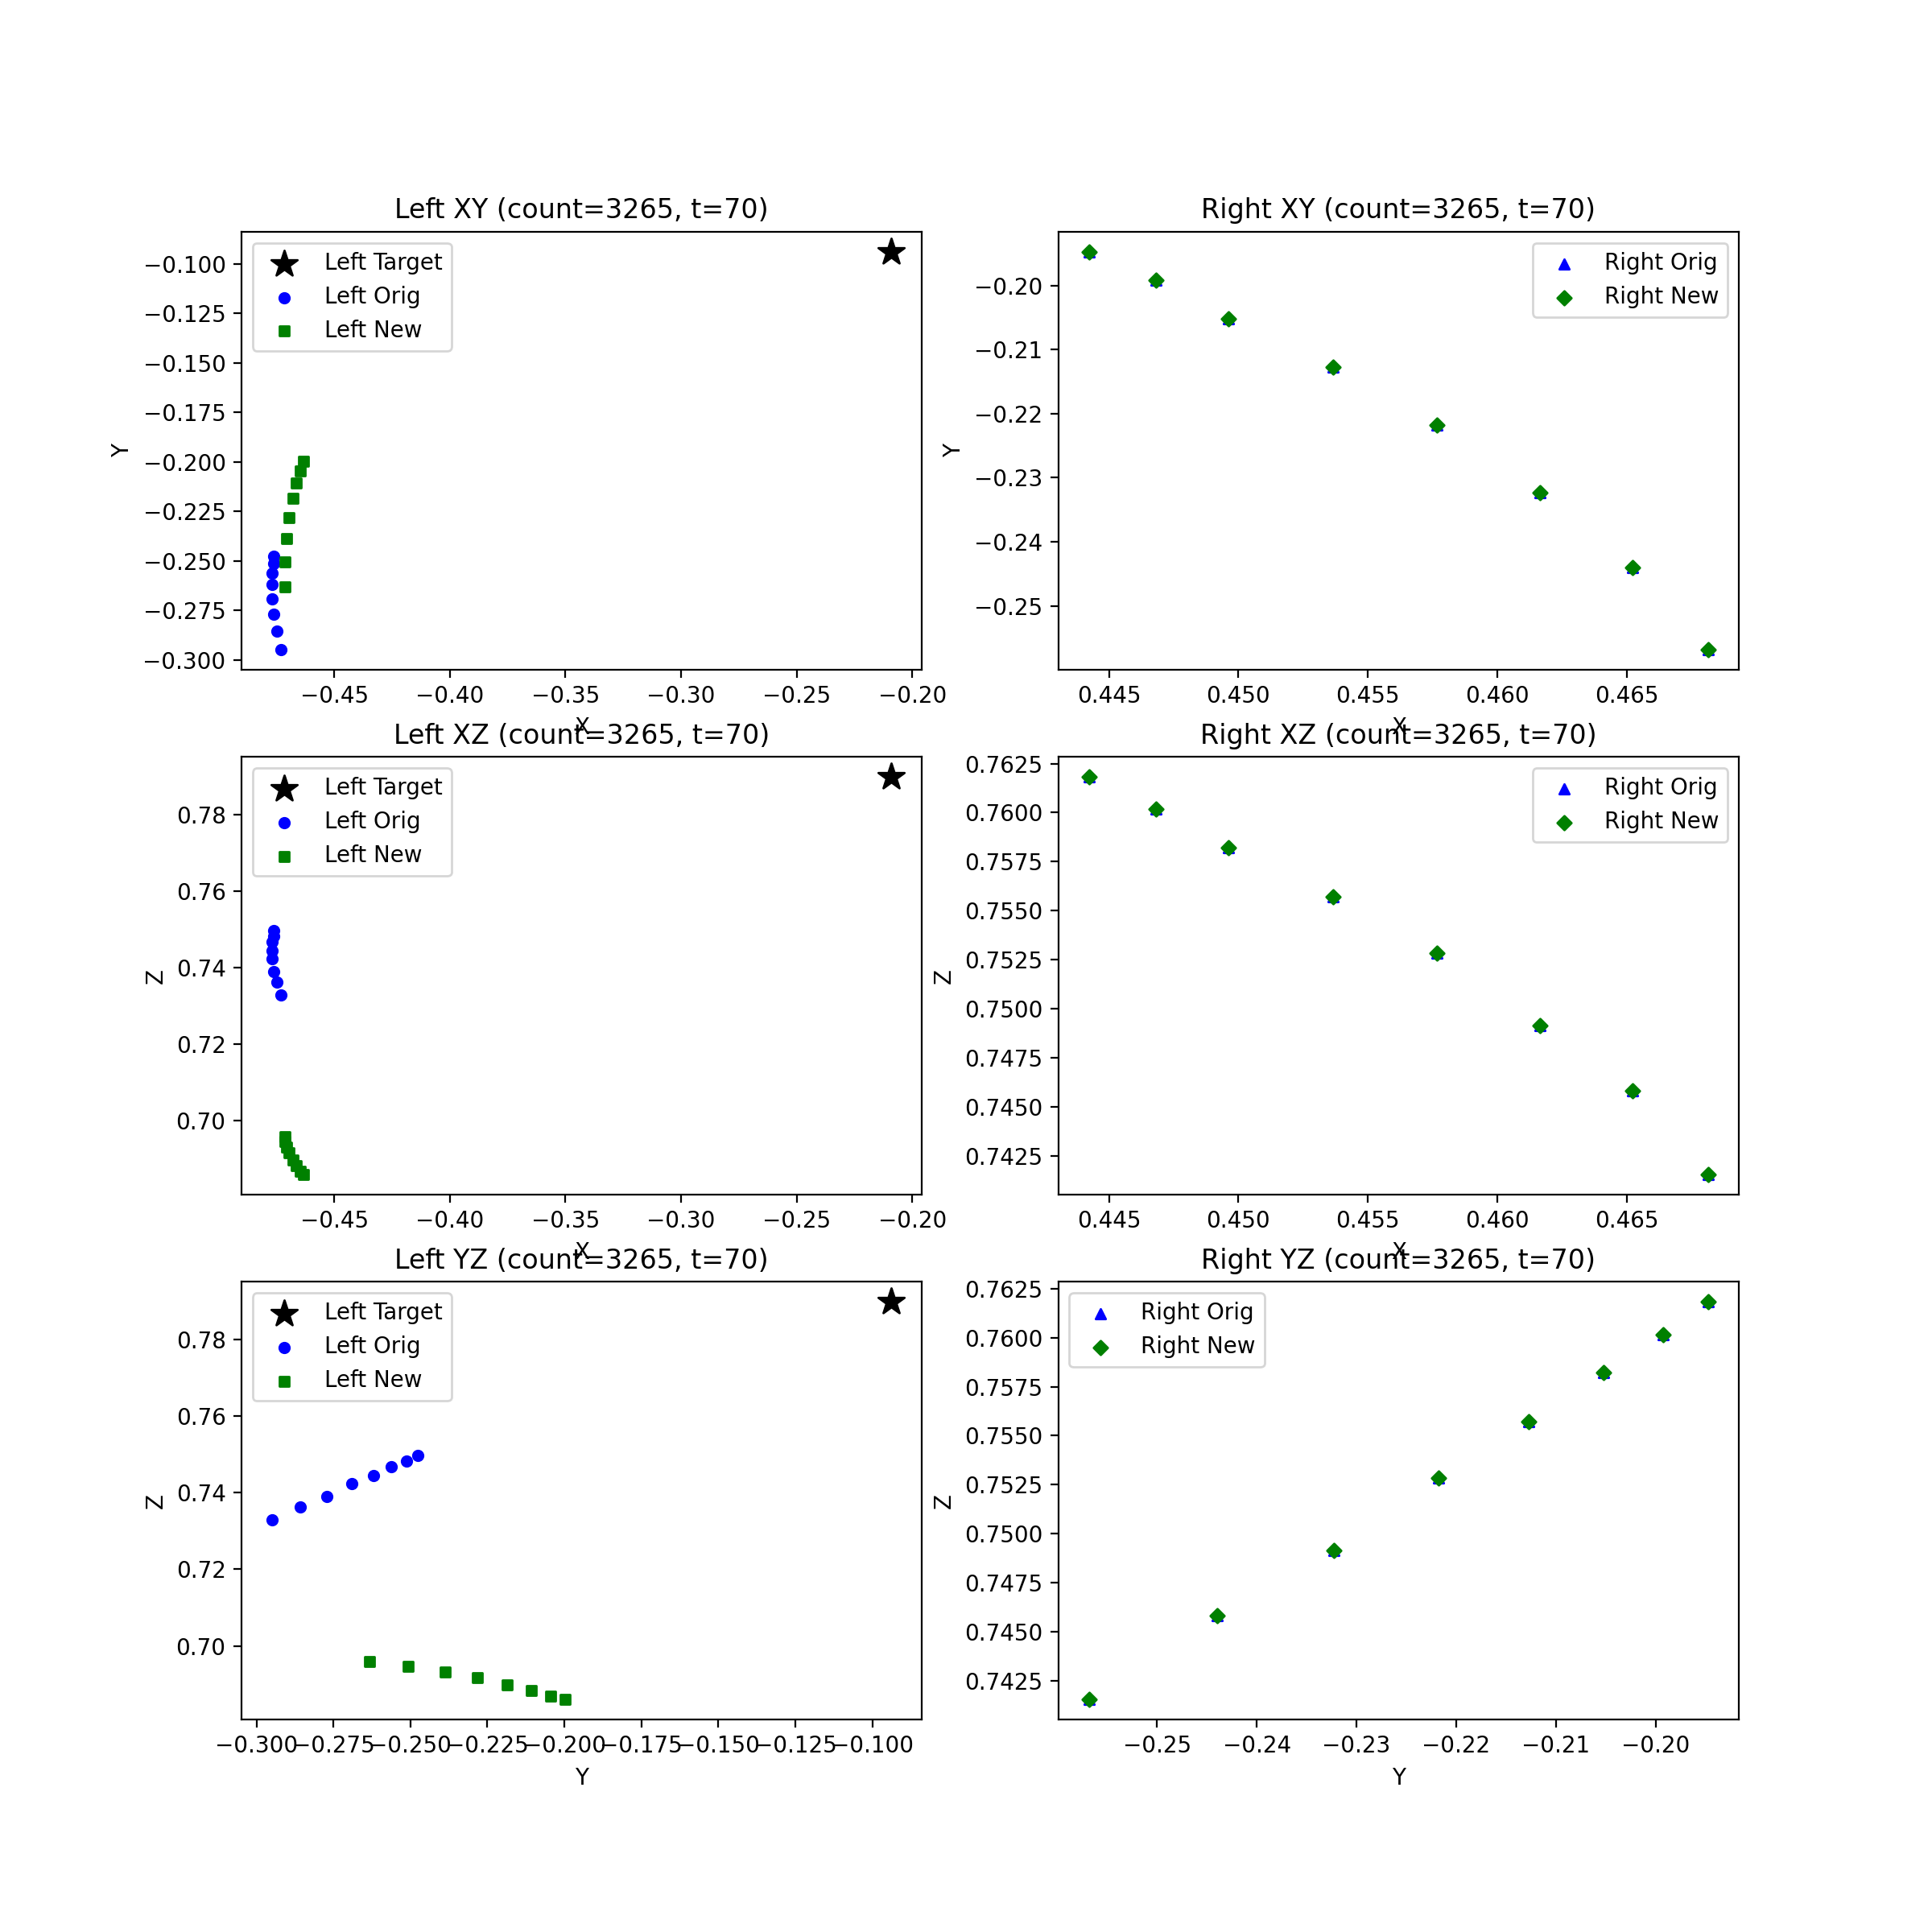 Left XY (count=3265, t=70)
Left Target
Left Orig
Left New
−0.100
−0.125
−0.150
−0.175
−0.200
−0.225
−0.250
−0.275
−0.300
Y
−0.45 −0.40 −0.35 −0.30 −0.25 −0.20
X
Right XY (count=3265, t=70)
Right Orig
Right New
−0.20
−0.21
−0.22
−0.23
−0.24
−0.25
Y
0.445 0.450 0.455 0.460 0.465
X
Left XZ (count=3265, t=70)
Left Target
Left Orig
Left New
0.78
0.76
0.74
0.72
0.70
Z
−0.45 −0.40 −0.35 −0.30 −0.25 −0.20
X
Right XZ (count=3265, t=70)
Right Orig
Right New
0.7625
0.7600
0.7575
0.7550
0.7525
0.7500
0.7475
0.7450
0.7425
Z
0.445 0.450 0.455 0.460 0.465
X
Left YZ (count=3265, t=70)
Left Target
Left Orig
Left New
0.78
0.76
0.74
0.72
0.70
Z
−0.300 −0.275 −0.250 −0.225 −0.200 −0.175 −0.150 −0.125 −0.100
Y
Right YZ (count=3265, t=70)
Right Orig
Right New
0.7625
0.7600
0.7575
0.7550
0.7525
0.7500
0.7475
0.7450
0.7425
Z
−0.25 −0.24 −0.23 −0.22 −0.21 −0.20
Y